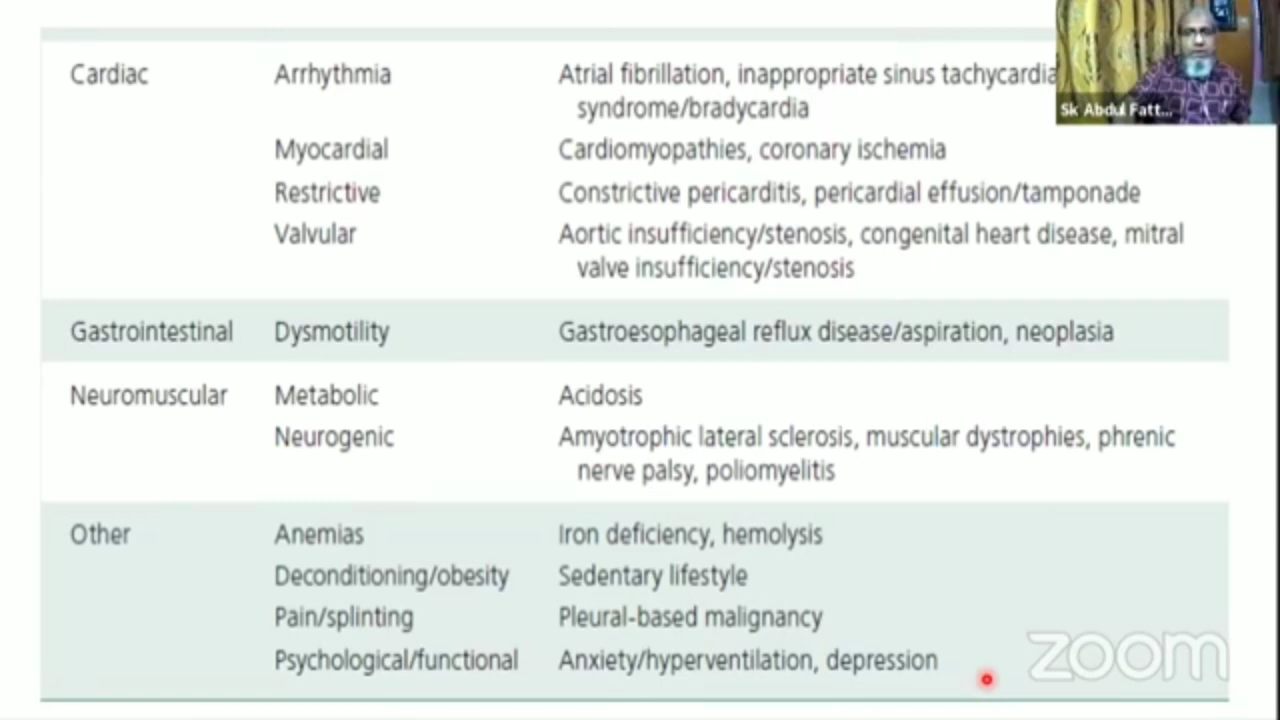 Cardiac Arrhythmia Atrial fibrillation, inappropriate sinus tachycardia
syndrome/bradycardia
Myocardial Cardiomyopathies, coronary ischemia
Restrictive Constrictive pericarditis, pericardial effusion/tamponade
Valvular Aortic insufficiency/stenosis, congenital heart disease, mitral
valve insufficiency/stenosis
Gastrointestinal Dysmotility Gastroesophageal reflux disease/aspiration, neoplasia
Neuromuscular Metabolic Acidosis
Neurogenic Amyotrophic lateral sclerosis, muscular dystrophies, phrenic
nerve palsy, poliomyelitis
Other Anemias Iron deficiency, hemolysis
Deconditioning/obesity Sedentary lifestyle
Pain/splinting Pleural-based malignancy
Psychological/functional Anxiety/hyperventilation, depression
Sk Abdul Fatt...
zoom